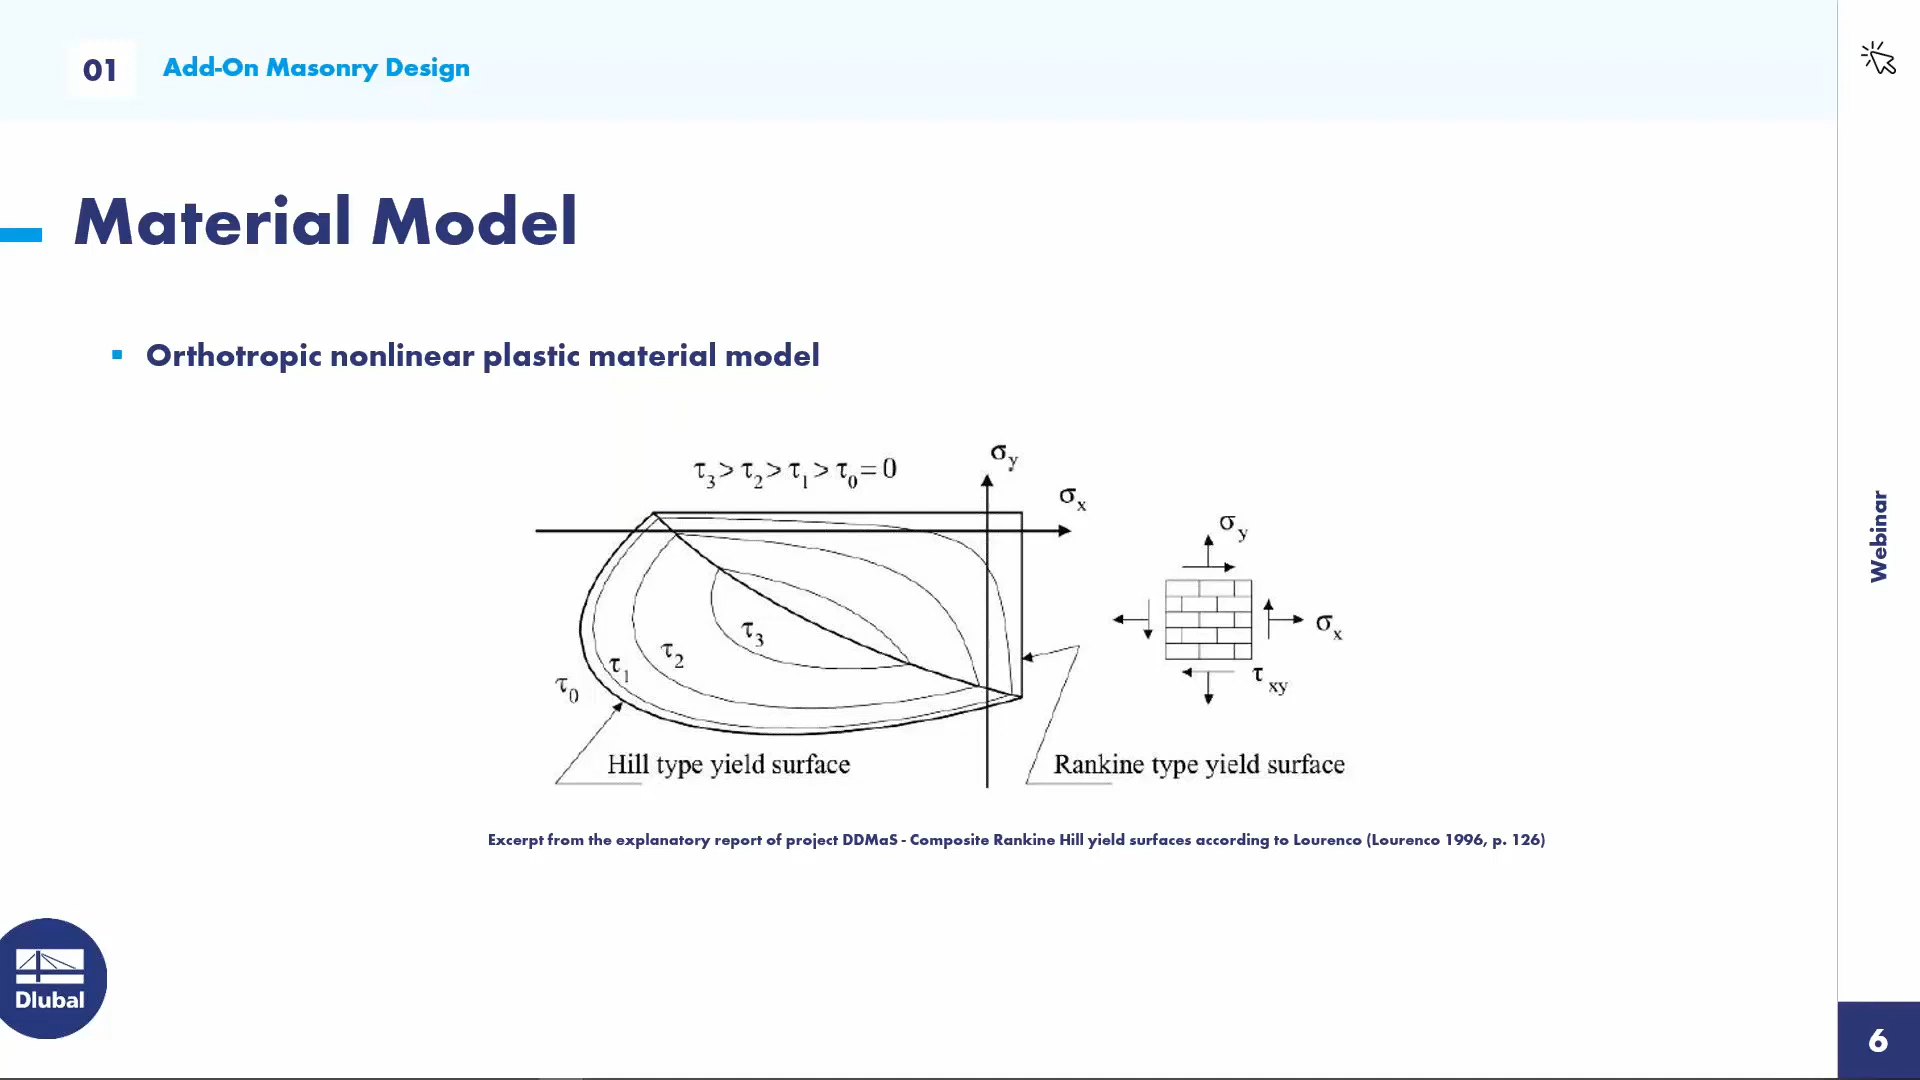 01
Add-On Masonry Design
Material Model
▪ Orthotropic nonlinear plastic material model
τ3 > τ2 > τ1 > τ0 = 0
σy
σx
τ0
τ1
τ2
τ3
Hill type yield surface
Rankine type yield surface
σy
σx
τxy
Excerpt from the explanatory report of project DDMaS - Composite Rankine Hill yield surfaces according to Lourenco (Lourenco 1996, p. 126)
Dlubal
Webinar
6